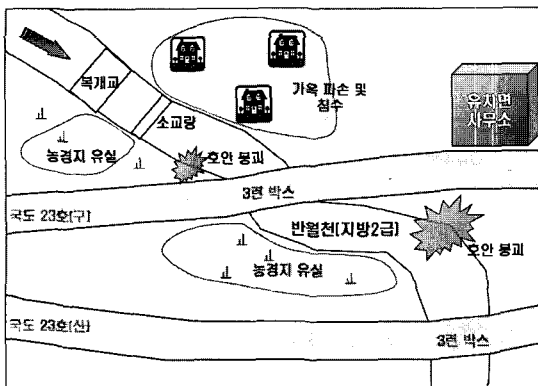 복개교
가옥 파손 및
침수
유치면
사무소
소교량
농경지 유실
호안 붕괴
3련 박스
국도 23호(구)
반월천(지방2급)
호안 붕괴
농경지 유실
국도 23호(신)
3련 박스